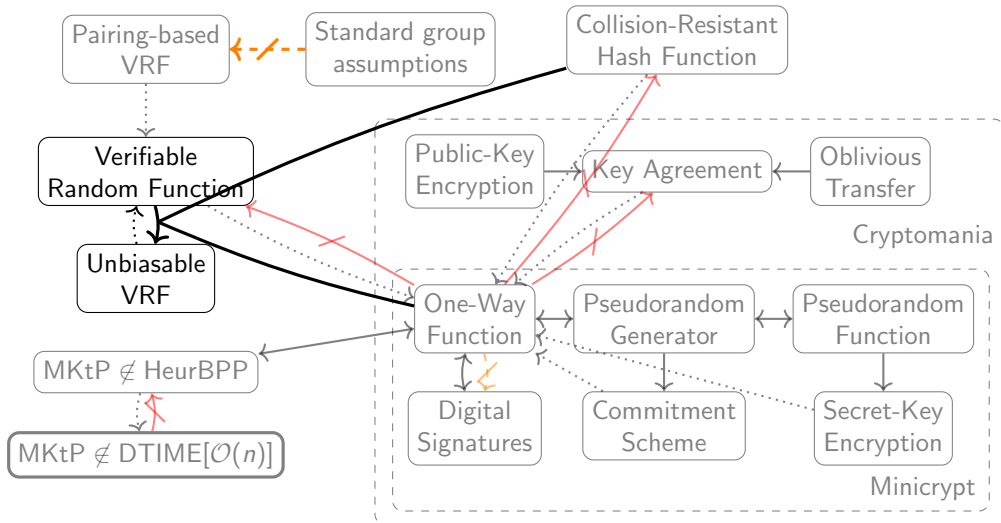 Pairing-based
VRF
Standard group
assumptions
Collision-Resistant
Hash Function
Verifiable
Random Function
Public-Key
Encryption
Key Agreement
Oblivious
Transfer
Cryptomania
Unbiasable
VRF
One-Way
Function
Pseudorandom
Generator
Pseudorandom
Function
MKtP ∉ HeurBPP
Digital
Signatures
Commitment
Scheme
Secret-Key
Encryption
MKtP ∉ DTIME[𝒪(n)]
Minicrypt